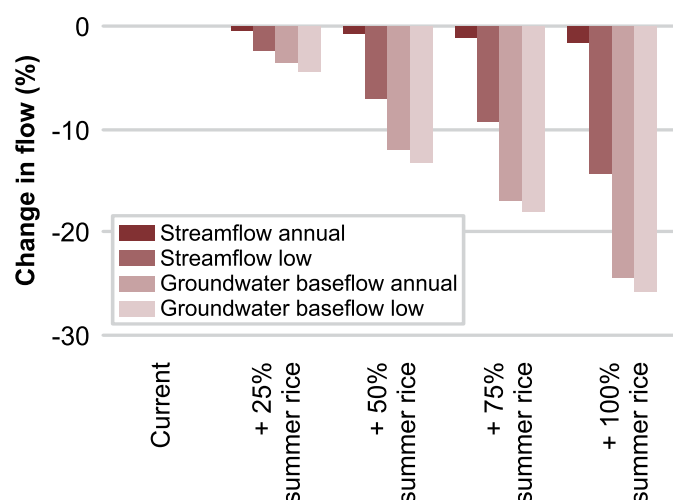 Change in flow (%)
0
-10
-20
-30
Streamflow annual
Streamflow low
Groundwater baseflow annual
Groundwater baseflow low
Current
+ 25%
summer rice
+ 50%
summer rice
+ 75%
summer rice
+ 100%
summer rice